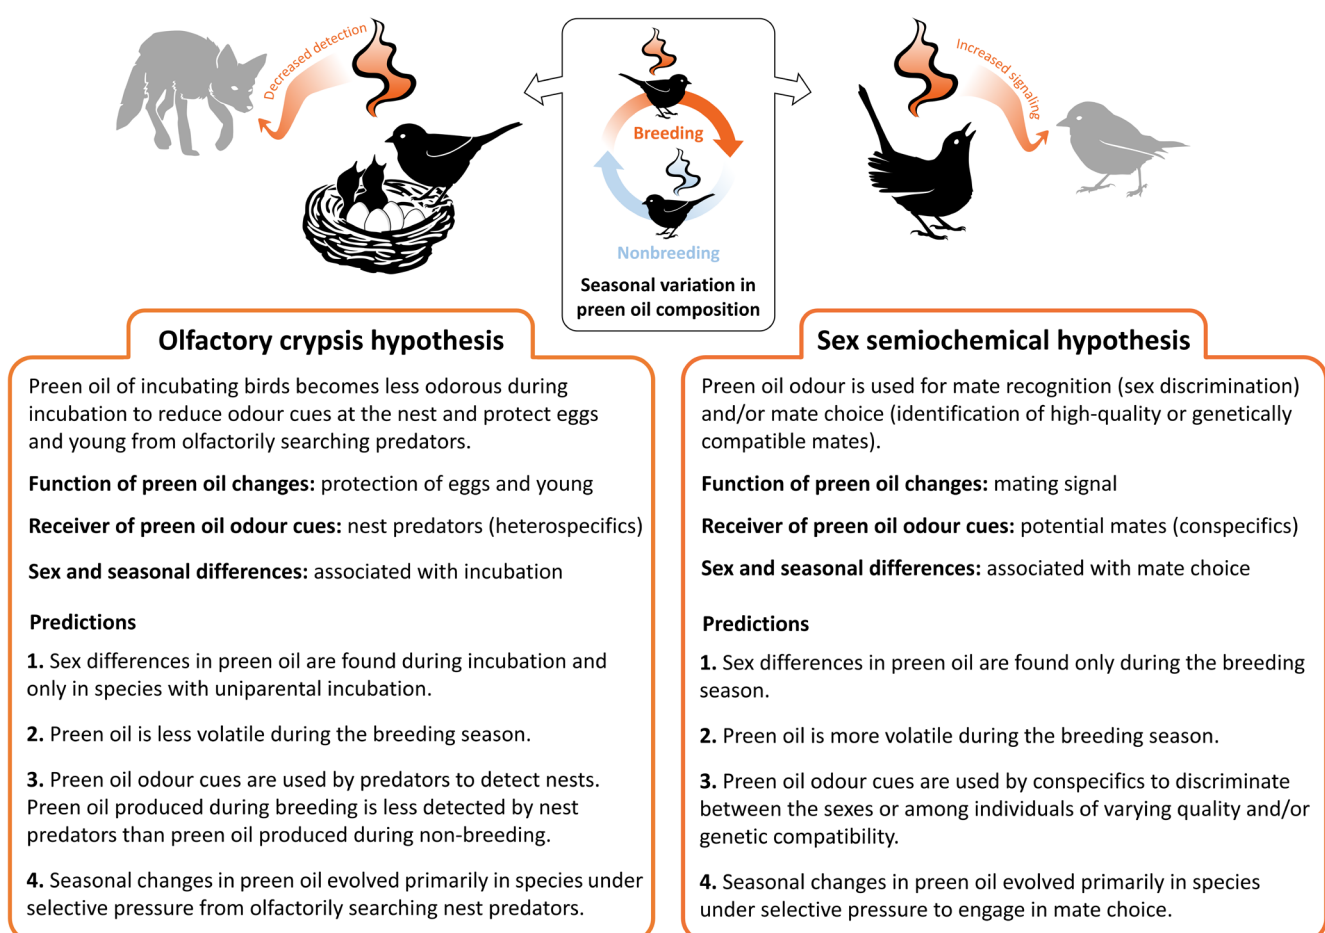 Decreased detection
Increased signaling
Breeding
Nonbreeding
Seasonal variation in
preen oil composition
Olfactory crypsis hypothesis
Preen oil of incubating birds becomes less odorous during
incubation to reduce odour cues at the nest and protect eggs
and young from olfactorily searching predators.
Function of preen oil changes: protection of eggs and young
Receiver of preen oil odour cues: nest predators (heterospecifics)
Sex and seasonal differences: associated with incubation
Predictions
1. Sex differences in preen oil are found during incubation and
only in species with uniparental incubation.
2. Preen oil is less volatile during the breeding season.
3. Preen oil odour cues are used by predators to detect nests.
Preen oil produced during breeding is less detected by nest
predators than preen oil produced during non-breeding.
4. Seasonal changes in preen oil evolved primarily in species under
selective pressure from olfactorily searching nest predators.
Sex semiochemical hypothesis
Preen oil odour is used for mate recognition (sex discrimination)
and/or mate choice (identification of high-quality or genetically
compatible mates).
Function of preen oil changes: mating signal
Receiver of preen oil odour cues: potential mates (conspecifics)
Sex and seasonal differences: associated with mate choice
Predictions
1. Sex differences in preen oil are found only during the breeding
season.
2. Preen oil is more volatile during the breeding season.
3. Preen oil odour cues are used by conspecifics to discriminate
between the sexes or among individuals of varying quality and/or
genetic compatibility.
4. Seasonal changes in preen oil evolved primarily in species
under selective pressure to engage in mate choice.